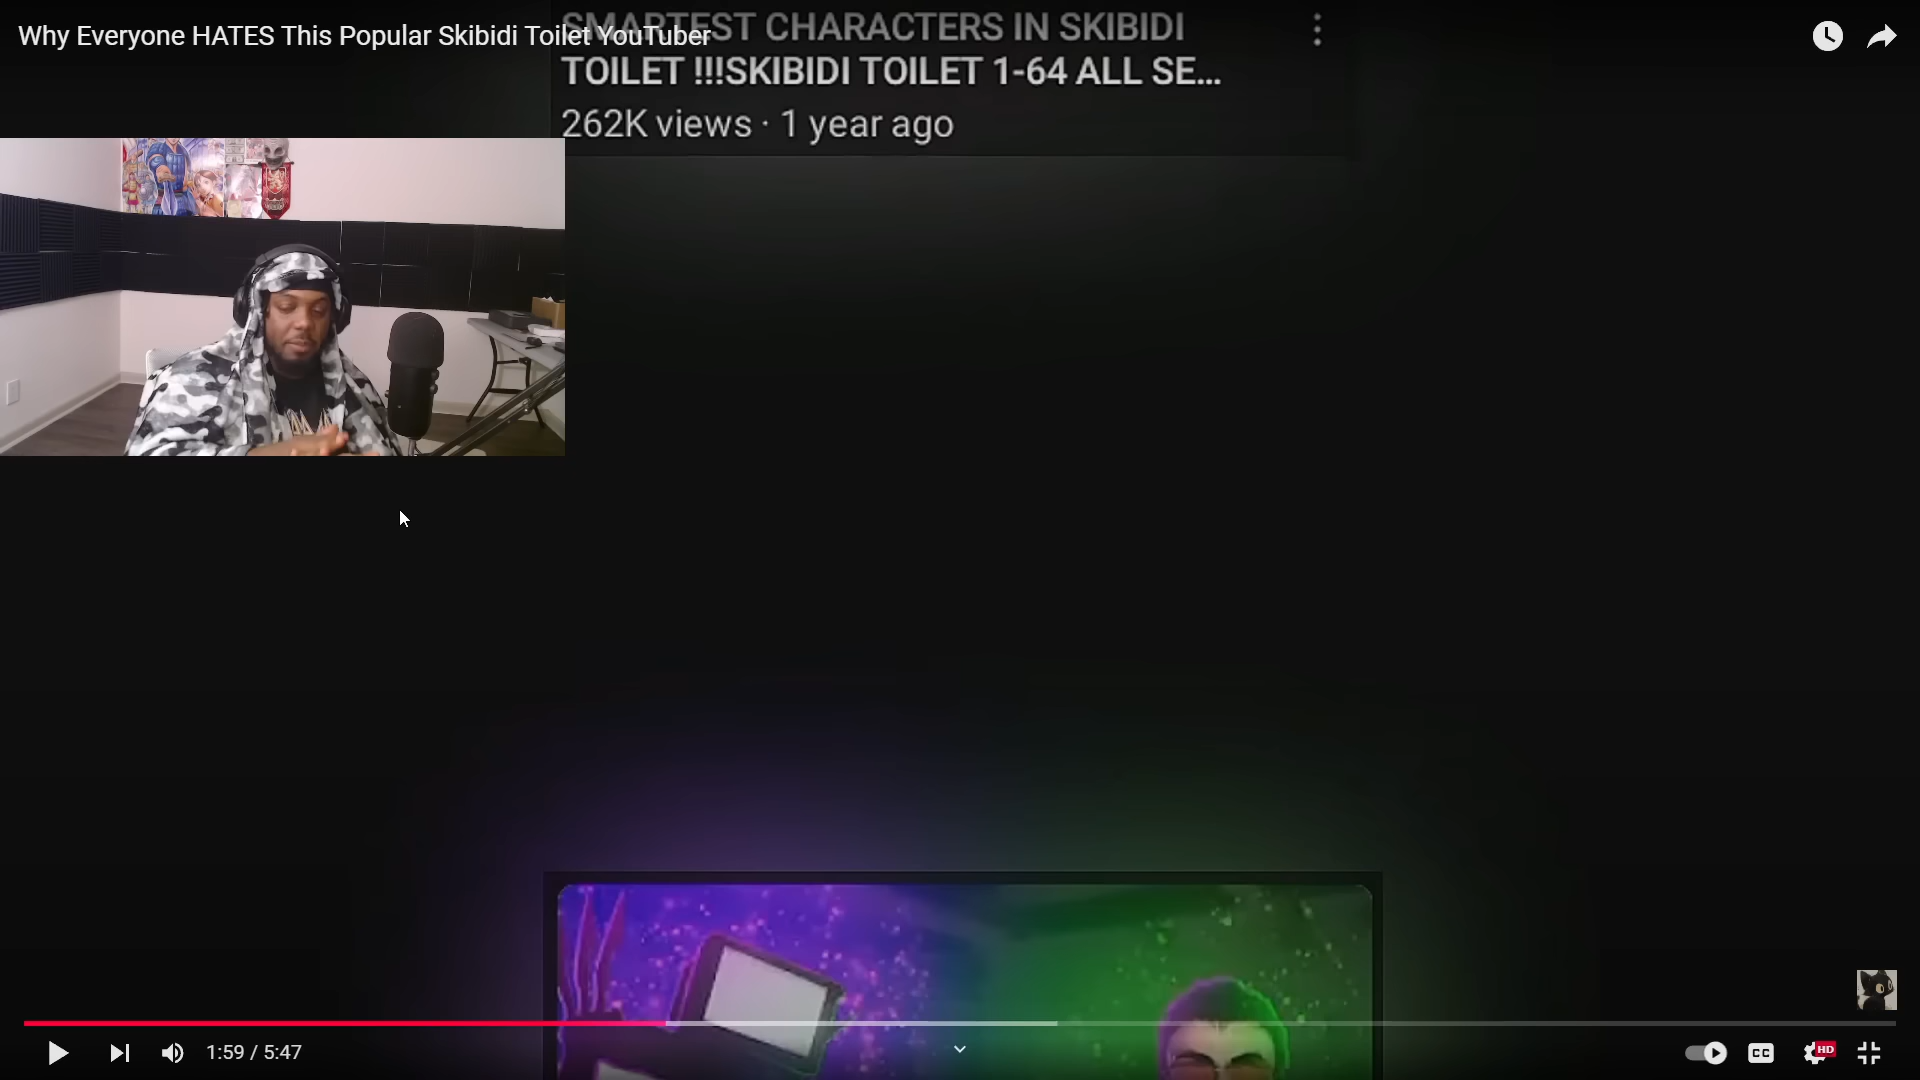 Why Everyone HATES This Popular Skibidi Toilet YouTuber
SMARTEST CHARACTERS IN SKIBIDI
TOILET !!!SKIBIDI TOILET 1-64 ALL SE...
262K views · 1 year ago
1:59 / 5:47
CC
HD